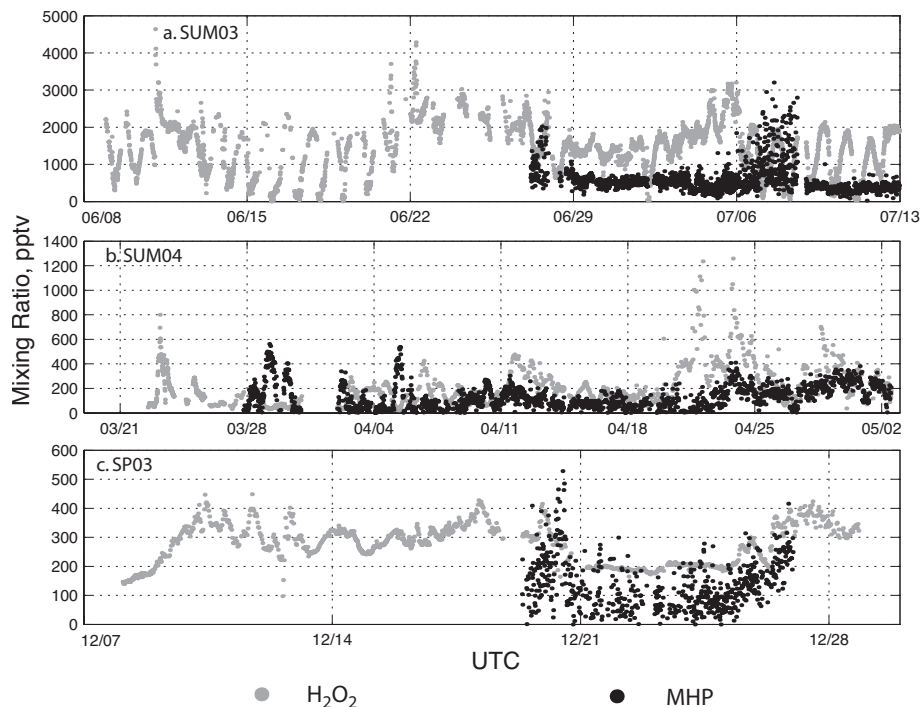 5000
4000
3000
2000
1000
0
a. SUM03
06/08 06/15 06/22 06/29 07/06 07/13
1400
1200
1000
800
600
400
200
0
b. SUM04
03/21 03/28 04/04 04/11 04/18 04/25 05/02
Mixing Ratio, pptv
600
500
400
300
200
100
0
c. SP03
12/07 12/14 12/21 12/28
UTC
H₂O₂ MHP